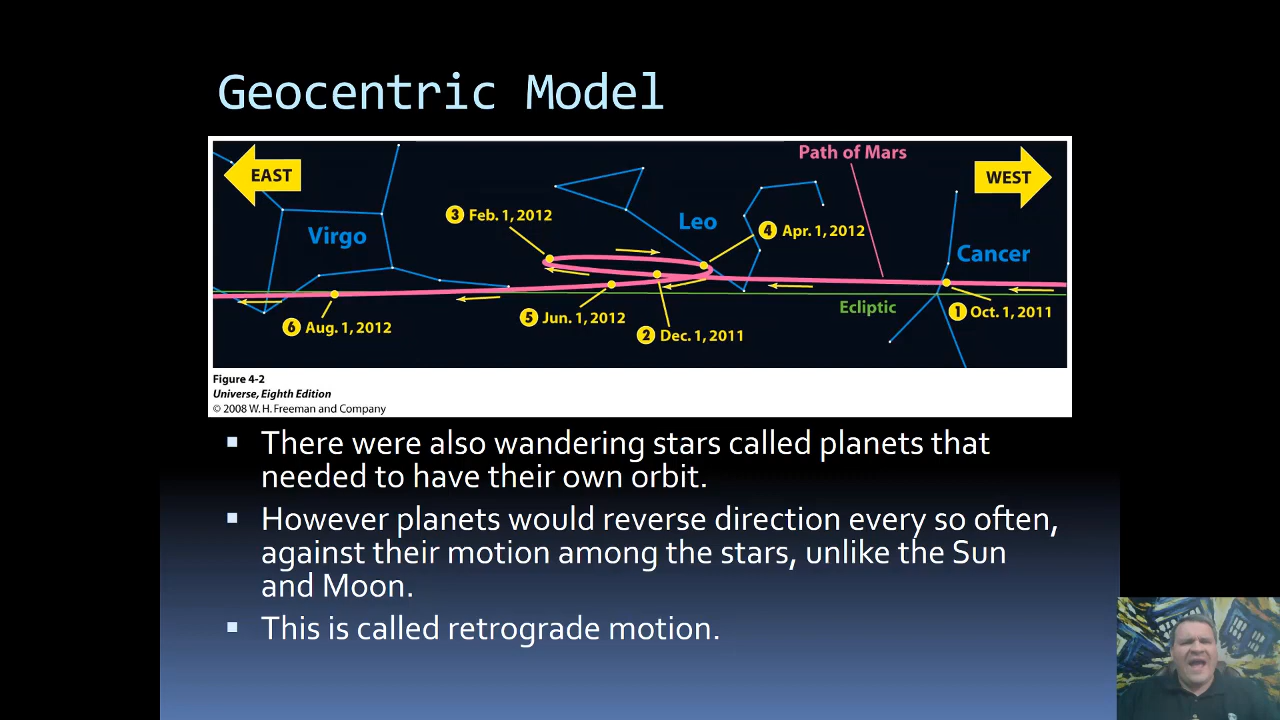 Geocentric Model
EAST
Path of Mars
WEST
3 Feb. 1, 2012
Leo
4 Apr. 1, 2012
Virgo
Cancer
Ecliptic
1 Oct. 1, 2011
5 Jun. 1, 2012
6 Aug. 1, 2012
2 Dec. 1, 2011
Figure 4-2
Universe, Eighth Edition
© 2008 W. H. Freeman and Company
▪ There were also wandering stars called planets that
needed to have their own orbit.
▪ However planets would reverse direction every so often,
against their motion among the stars, unlike the Sun
and Moon.
▪ This is called retrograde motion.